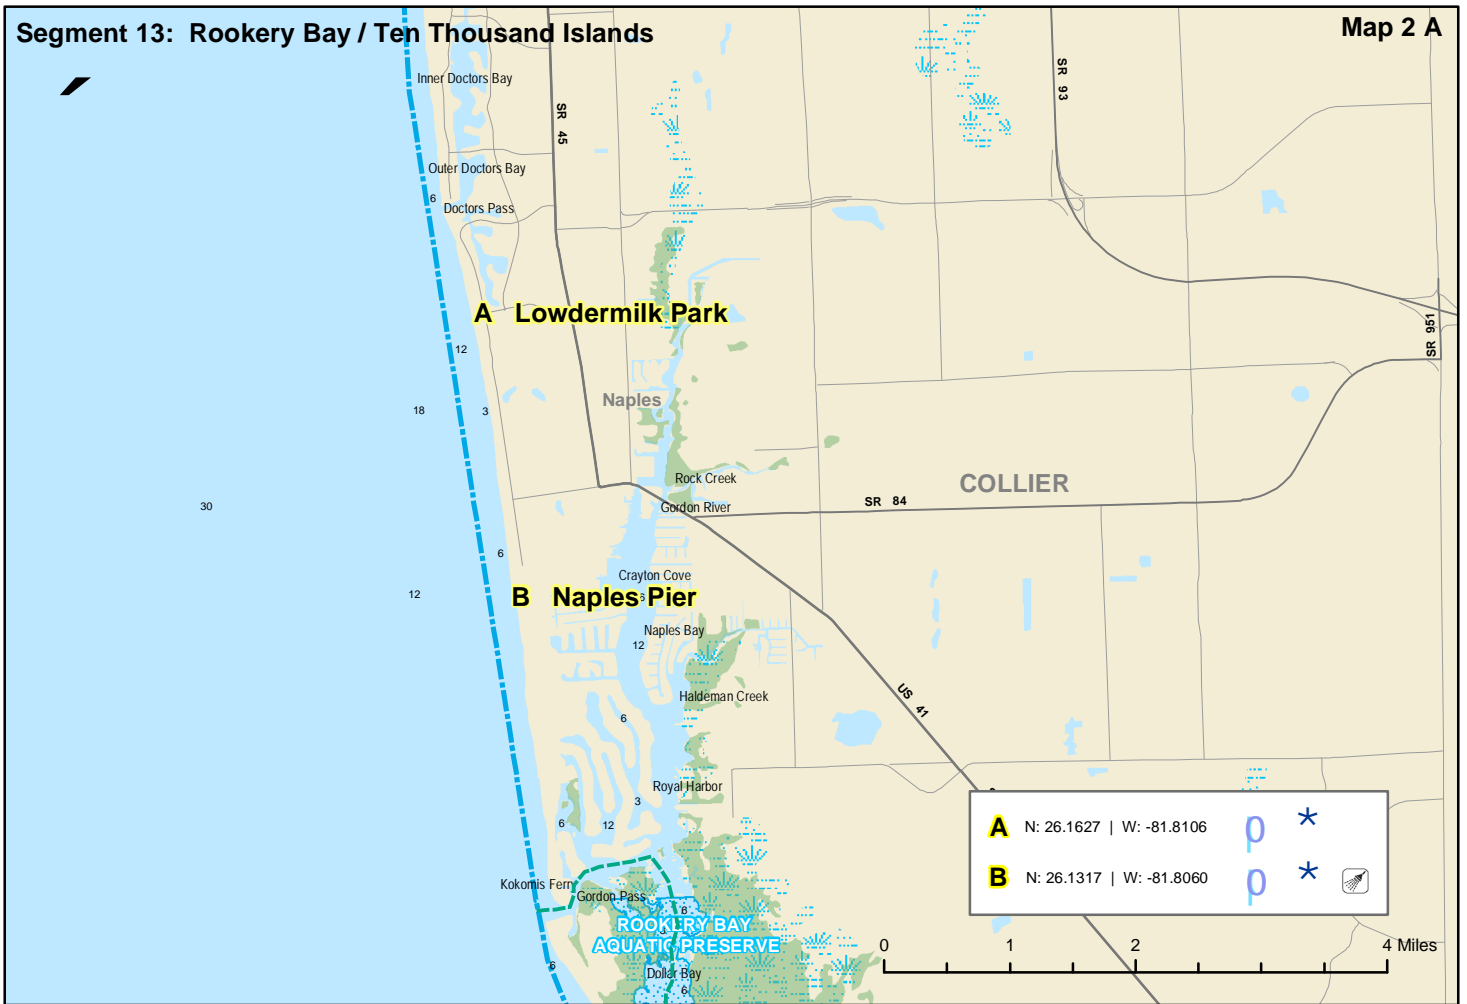 Segment 13: Rookery Bay / Ten Thousand Islands
Map 2 A
Inner Doctors Bay
SR 45
SR 93
Outer Doctors Bay
6
Doctors Pass
A Lowdermilk Park
SR 951
12
Naples
18
3
Rock Creek
COLLIER
30
Gordon River
SR 84
6
Crayton Cove
12
B Naples Pier
6
Naples Bay
12
Haldeman Creek
US 41
6
Royal Harbor
3
6
12
A N: 26.1627 | W: -81.8106
p *
B N: 26.1317 | W: -81.8060
p *
Kokomis Ferry
Gordon Pass
6
ROOKERY BAY
3
AQUATIC PRESERVE
0 1 2 4 Miles
6
Dollar Bay
6